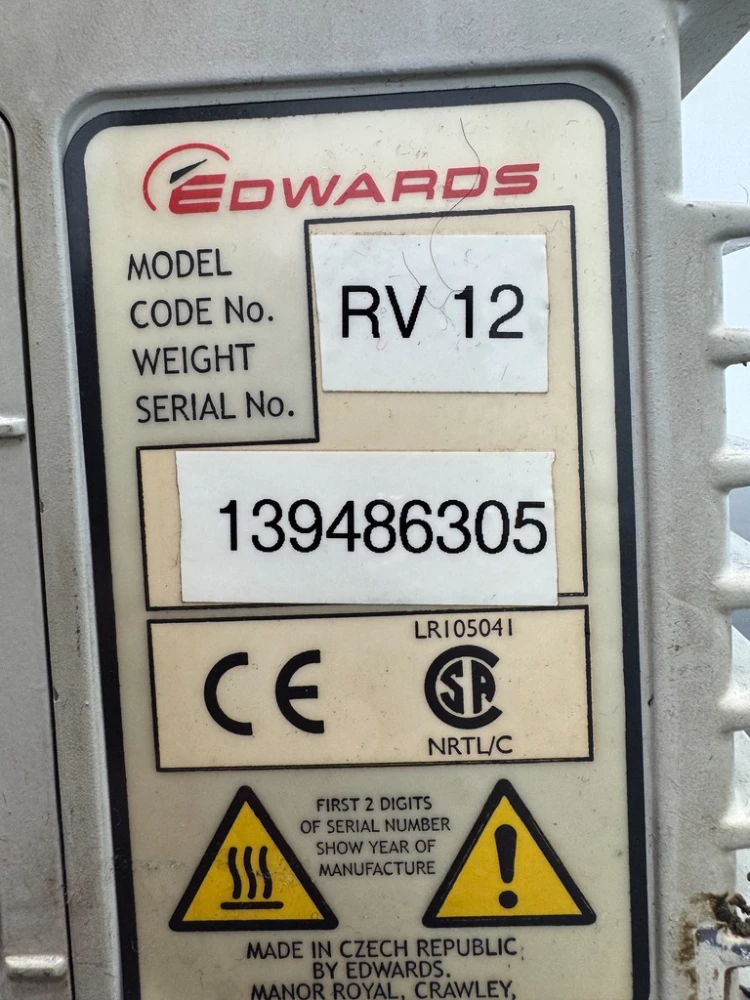 EDWARDS
MODEL
CODE No.
WEIGHT
SERIAL No.
RV 12
139486305
LR105041
CE
SA
NRTL/C
FIRST 2 DIGITS
OF SERIAL NUMBER
SHOW YEAR OF
MANUFACTURE
MADE IN CZECH REPUBLIC
BY EDWARDS.
MANOR ROYAL, CRAWLEY,